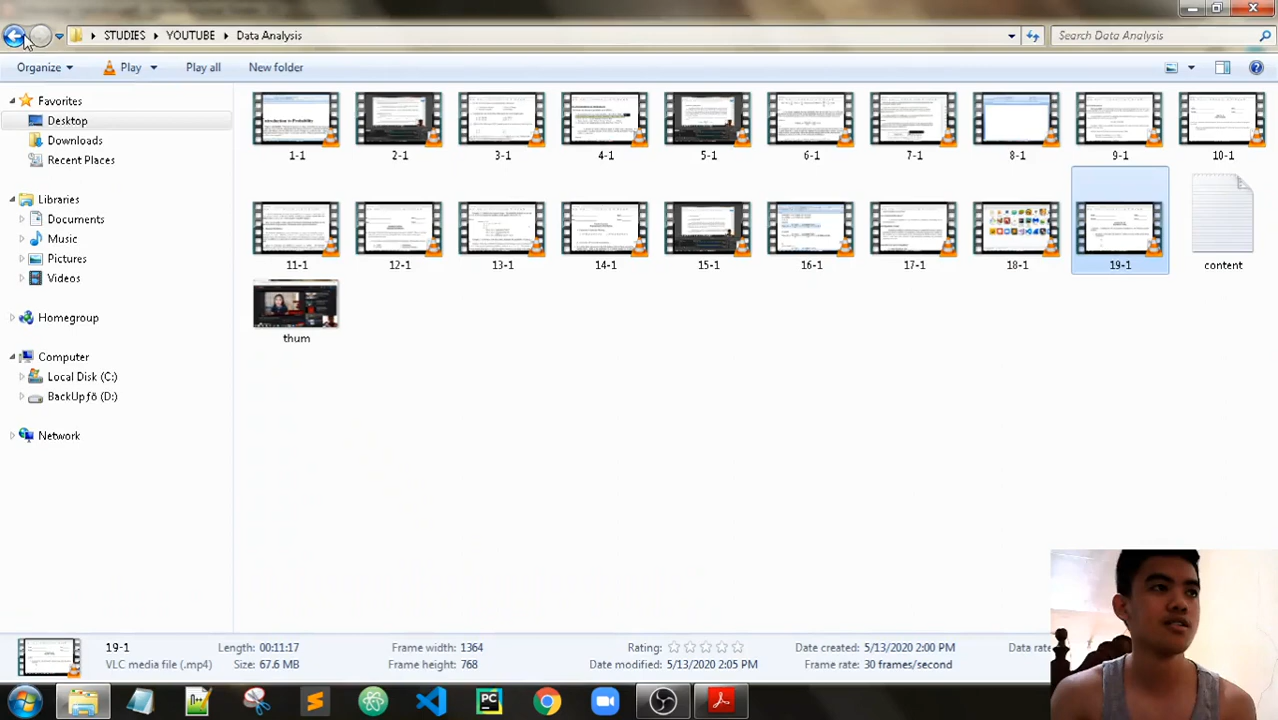 STUDIES YOUTUBE Data Analysis
Search Data Analysis
Organize Play Play all New folder
Favorites
Desktop
Downloads
Recent Places
Libraries
Documents
Music
Pictures
Videos
Homegroup
Computer
Local Disk (C:)
BackUpƒö (D:)
Network
1-1 2-1 3-1 4-1 5-1 6-1 7-1 8-1 9-1 10-1
11-1 12-1 13-1 14-1 15-1 16-1 17-1 18-1 19-1 content
thum
19-1 Length: 00:11:17 Frame width: 1364 Rating: Date created: 5/13/2020 2:00 PM Data rate
VLC media file (.mp4) Size: 67.6 MB Frame height: 768 Date modified: 5/13/2020 2:05 PM Frame rate: 30 frames/second
PC